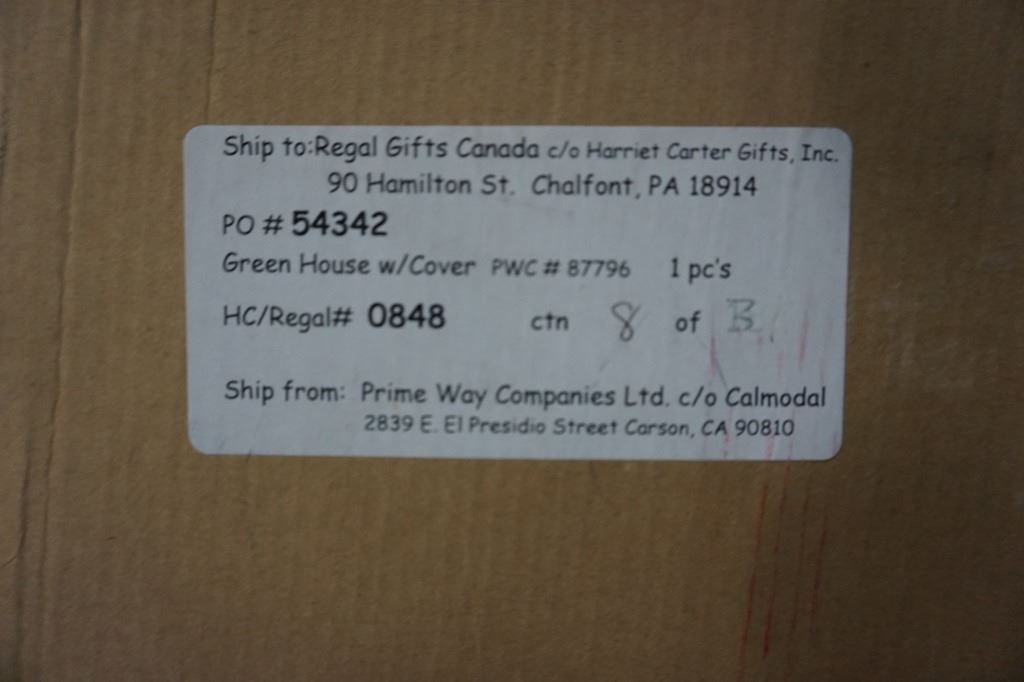 Ship to:Regal Gifts Canada c/o Harriet Carter Gifts, Inc.
90 Hamilton St. Chalfont, PA 18914
PO # 54342
Green House w/Cover PWC # 87796 1 pc's
HC/Regal# 0848 ctn 8 of
Ship from: Prime Way Companies Ltd. c/o Calmodal
2839 E. El Presidio Street Carson, CA 90810